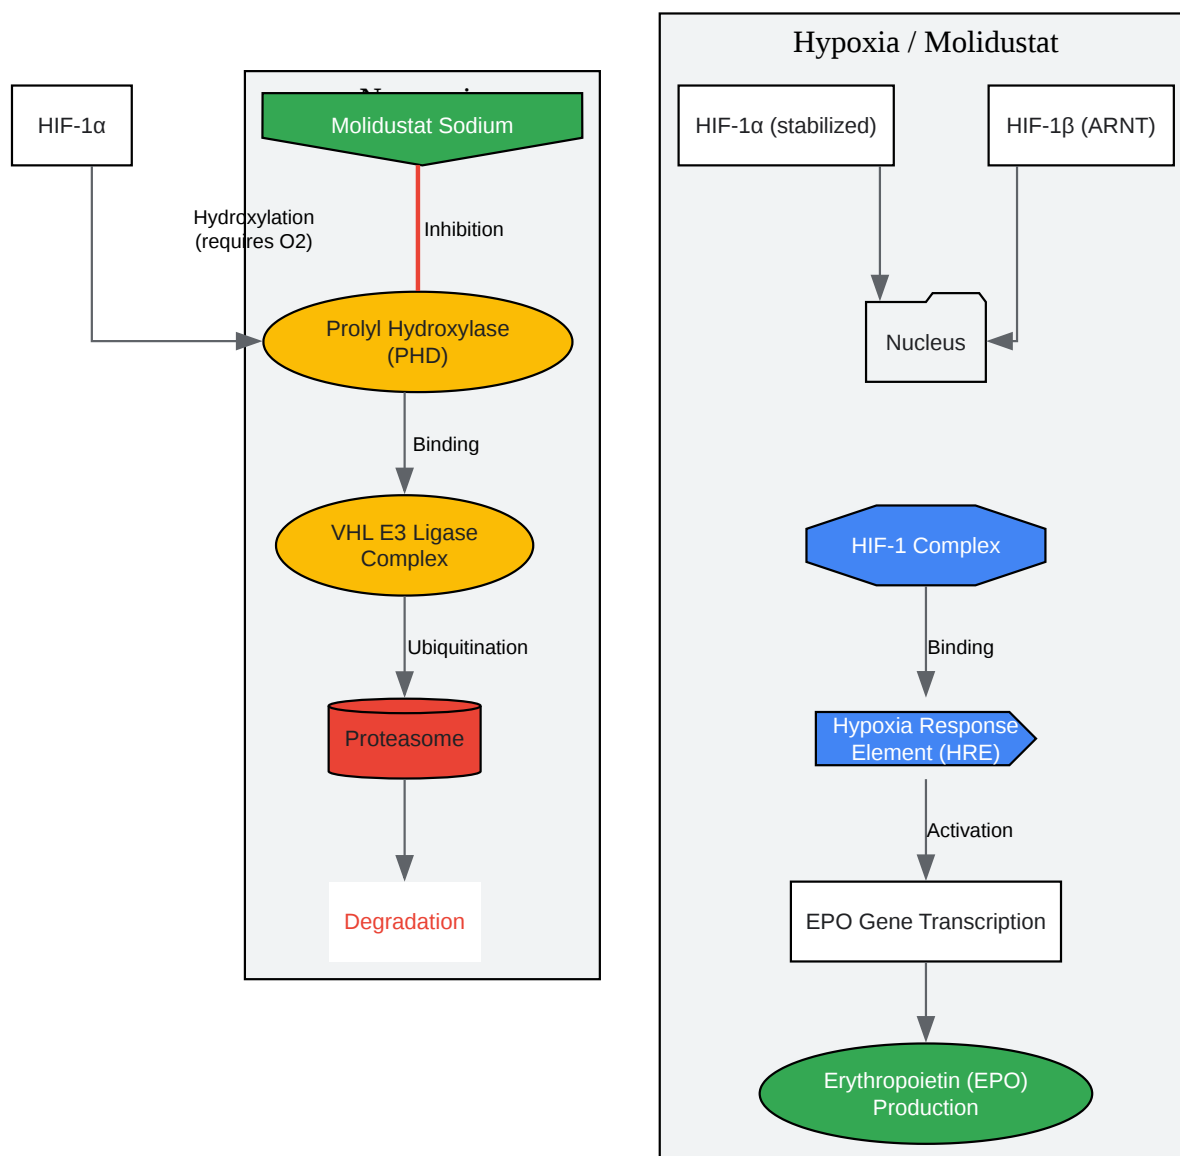 Hypoxia / Molidustat
HIF-1α
Molidustat Sodium
HIF-1α (stabilized)
HIF-1β (ARNT)
Hydroxylation
(requires O2)
Inhibition
Prolyl Hydroxylase
(PHD)
Nucleus
Binding
VHL E3 Ligase
Complex
HIF-1 Complex
Ubiquitination
Binding
Proteasome
Hypoxia Response
Element (HRE)
Activation
Degradation
EPO Gene Transcription
Erythropoietin (EPO)
Production